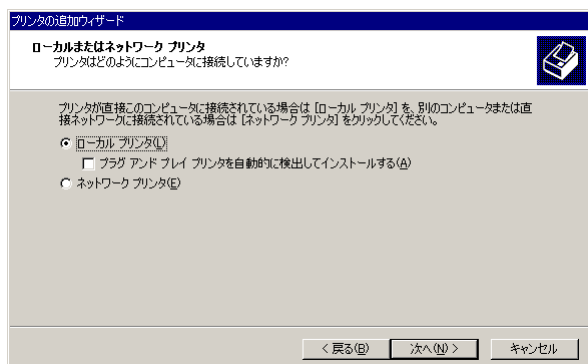 プリンタの追加ウィザード
ローカルまたはネットワーク プリンタ
プリンタはどのようにコンピュータに接続していますか?
プリンタが直接このコンピュータに接続されている場合は [ローカル プリンタ] を、別のコンピュータまたは直
接ネットワークに接続されている場合は [ネットワーク プリンタ] をクリックしてください。
ローカル プリンタ(L)
プラグ アンド プレイ プリンタを自動的に検出してインストールする(A)
ネットワーク プリンタ(E)
< 戻る(B)
次へ(N) >
キャンセル